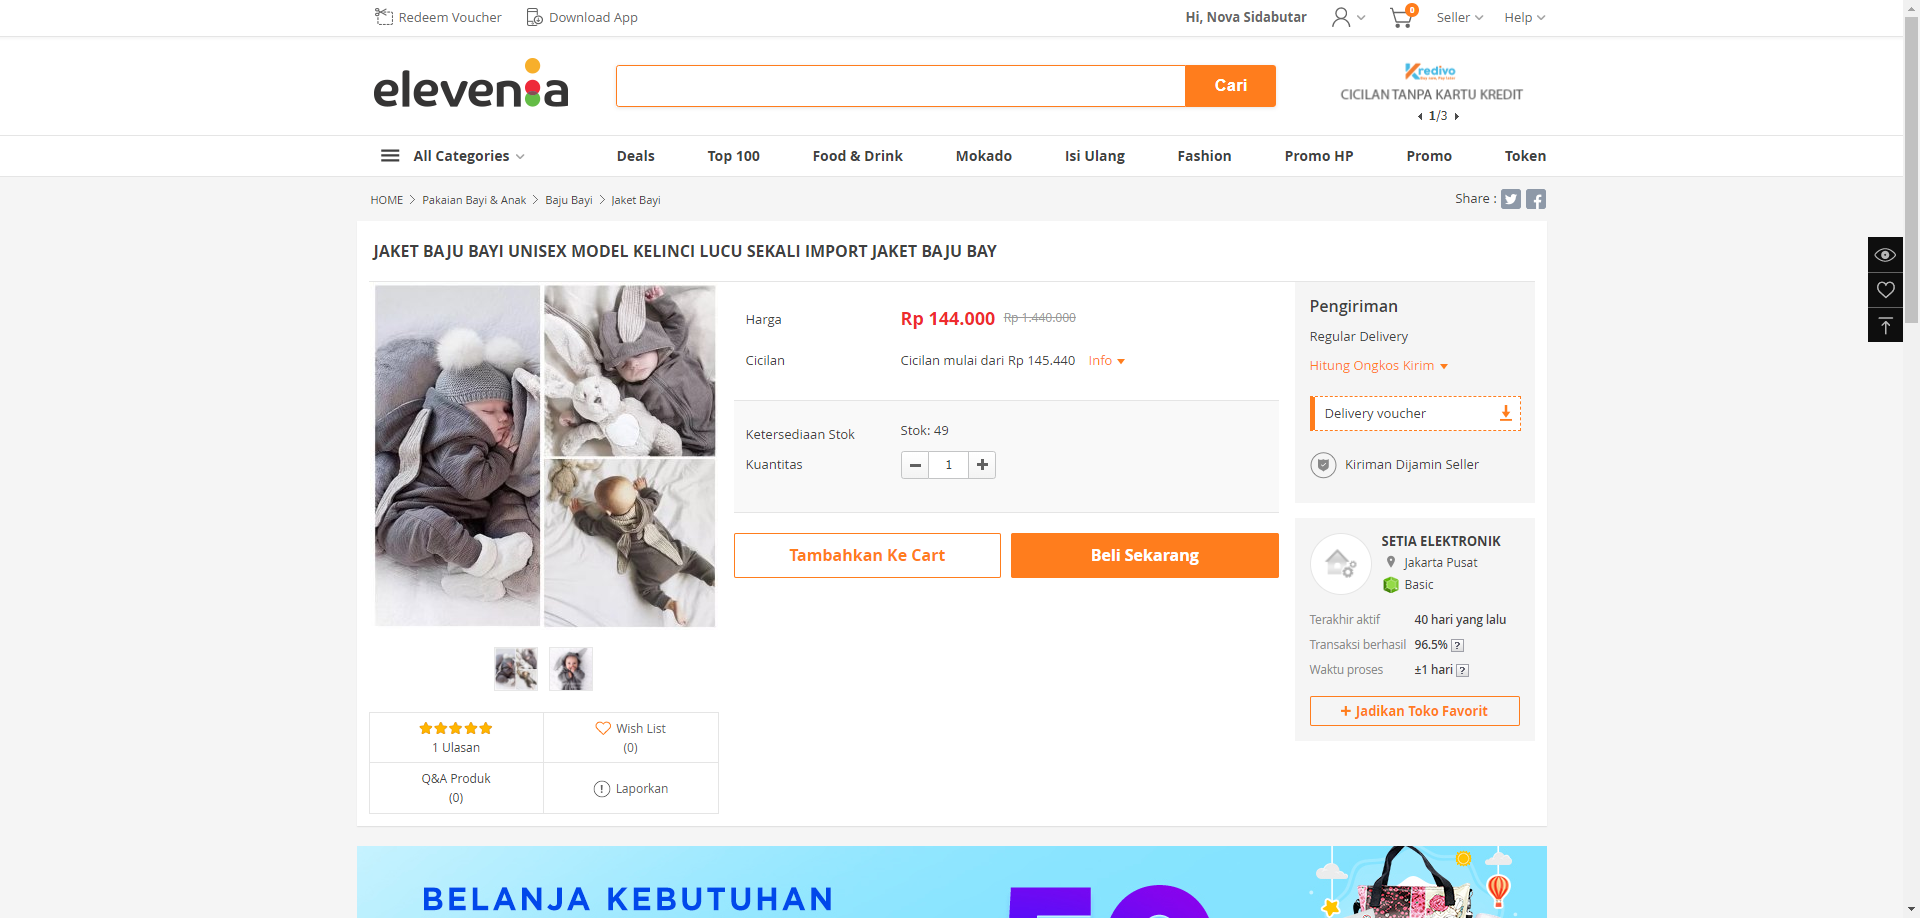 Redeem Voucher
Download App
Hi, Nova Sidabutar
0
Seller
Help
elevenia
Cari
Kredivo
CICILAN TANPA KARTU KREDIT
1/3
All Categories
Deals
Top 100
Food & Drink
Mokado
Isi Ulang
Fashion
Promo HP
Promo
Token
HOME > Pakaian Bayi & Anak > Baju Bayi > Jaket Bayi
Share :
JAKET BAJU BAYI UNISEX MODEL KELINCI LUCU SEKALI IMPORT JAKET BAJU BAY
Harga
Rp 144.000 Rp 1.440.000
Cicilan
Cicilan mulai dari Rp 145.440 Info
Ketersediaan Stok
Stok: 49
Kuantitas
1
Tambahkan Ke Cart
Beli Sekarang
Pengiriman
Regular Delivery
Hitung Ongkos Kirim
Delivery voucher
Kiriman Dijamin Seller
SETIA ELEKTRONIK
Jakarta Pusat
Basic
Terakhir aktif 40 hari yang lalu
Transaksi berhasil 96.5% ?
Waktu proses ±1 hari ?
+ Jadikan Toko Favorit
1 Ulasan
Wish List
(0)
Q&A Produk
(0)
Laporkan
BELANJA KEBUTUHAN